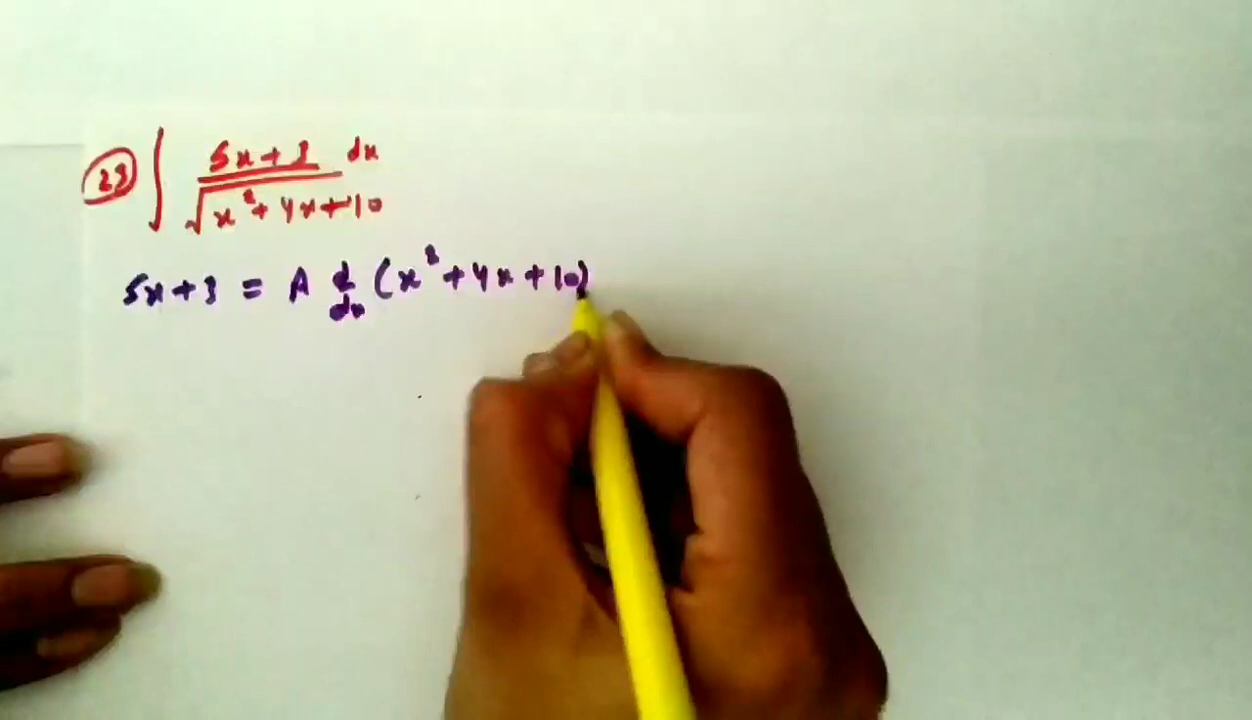 23 ∫ 5x+3 / √x²+4x+10 dx
5x+3 = A d/dx (x²+4x+10)